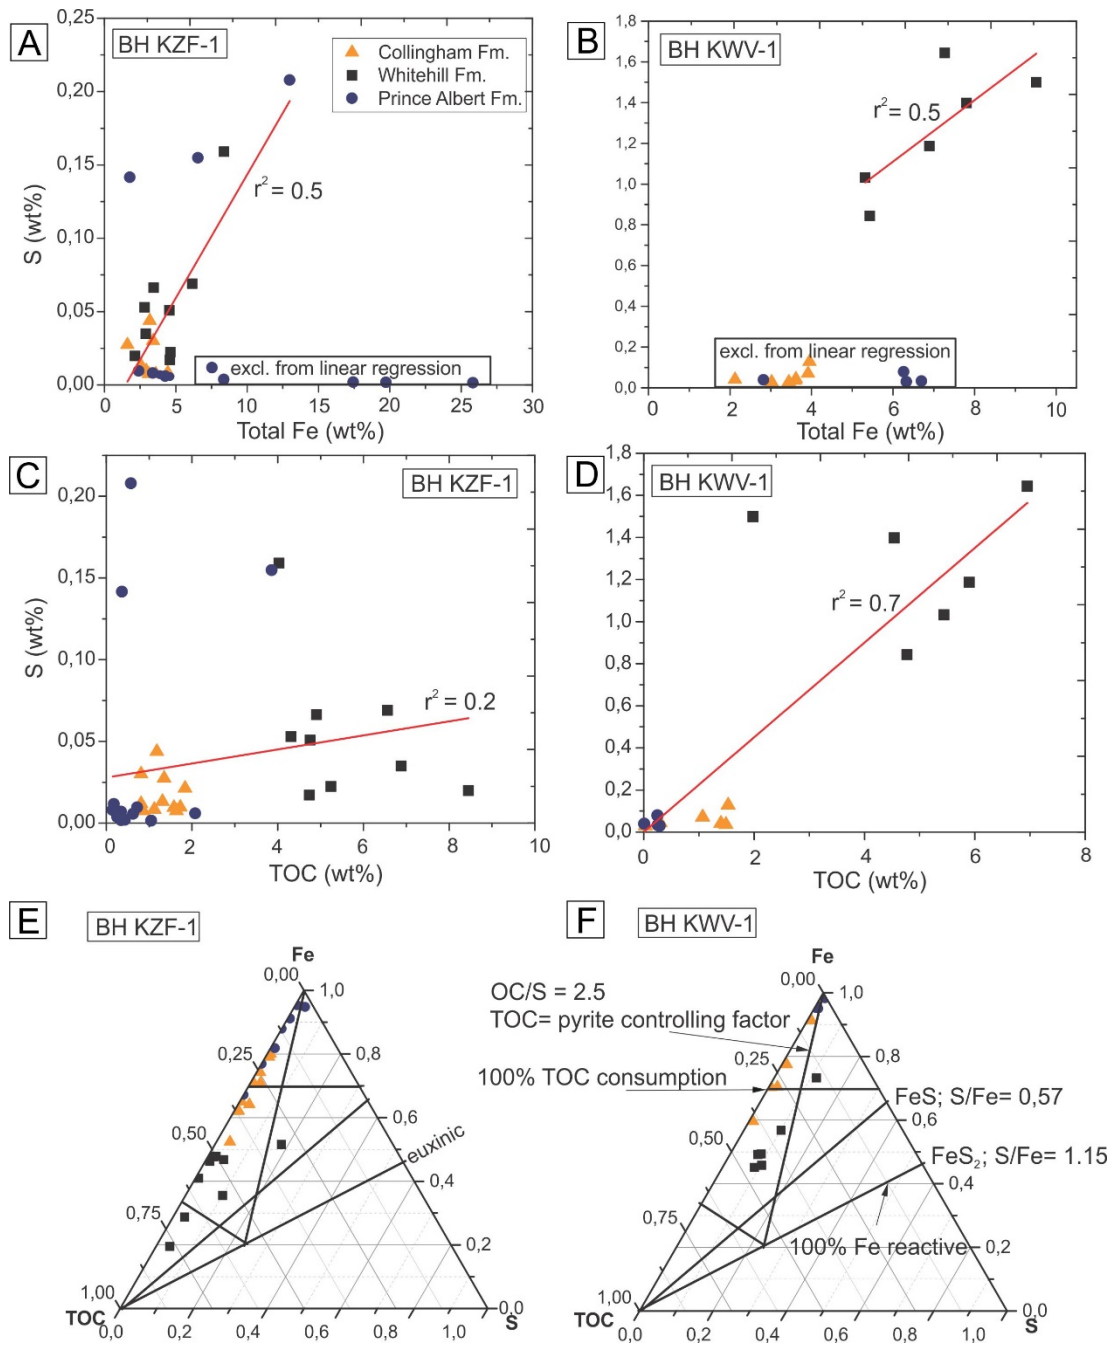 A
BH KZF-1
Collingham Fm.
Whitehill Fm.
Prince Albert Fm.
r² = 0.5
excl. from linear regression
0,25
0,20
0,15
0,10
0,05
0,00
S (wt%)
0 5 10 15 20 25 30
Total Fe (wt%)
B
BH KWV-1
r² = 0.5
excl. from linear regression
1,8
1,6
1,4
1,2
1,0
0,8
0,6
0,4
0,2
0,0
0 2 4 6 8 10
Total Fe (wt%)
C
BH KZF-1
r² = 0.2
0,20
0,15
0,10
0,05
0,00
S (wt%)
0 2 4 6 8 10
TOC (wt%)
D
BH KWV-1
r² = 0.7
1,8
1,6
1,4
1,2
1,0
0,8
0,6
0,4
0,2
0,0
0 2 4 6 8
TOC (wt%)
E
BH KZF-1
Fe
0,00
1,0
0,25
0,8
0,6
0,50
euxinic
0,4
0,75
0,2
1,00
0,0
TOC
S
0,0 0,2 0,4 0,6 0,8 1,0
F
BH KWV-1
Fe
0,00
1,0
OC/S = 2.5
TOC= pyrite controlling factor
0,25
0,8
100% TOC consumption
FeS; S/Fe= 0,57
0,6
0,50
FeS₂; S/Fe= 1.15
0,4
0,75
100% Fe reactive
0,2
1,00
0,0
TOC
S
0,0 0,2 0,4 0,6 0,8 1,0